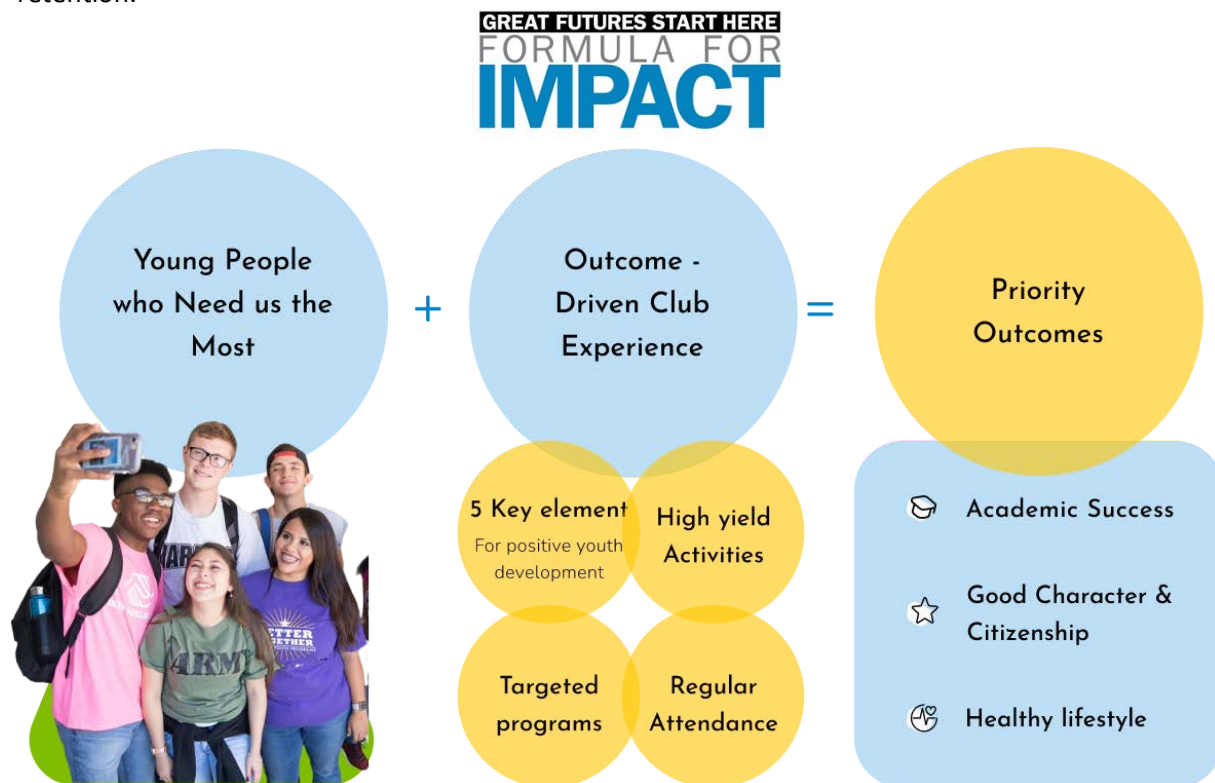 retention.
GREAT FUTURES START HERE
FORMULA FOR
IMPACT
Young People
who Need us the
Most
+
Outcome -
Driven Club
Experience
=
Priority
Outcomes
5 Key element
For positive youth
development
High yield
Activities
Targeted
programs
Regular
Attendance
Academic Success
Good Character &
Citizenship
Healthy lifestyle
ARMY